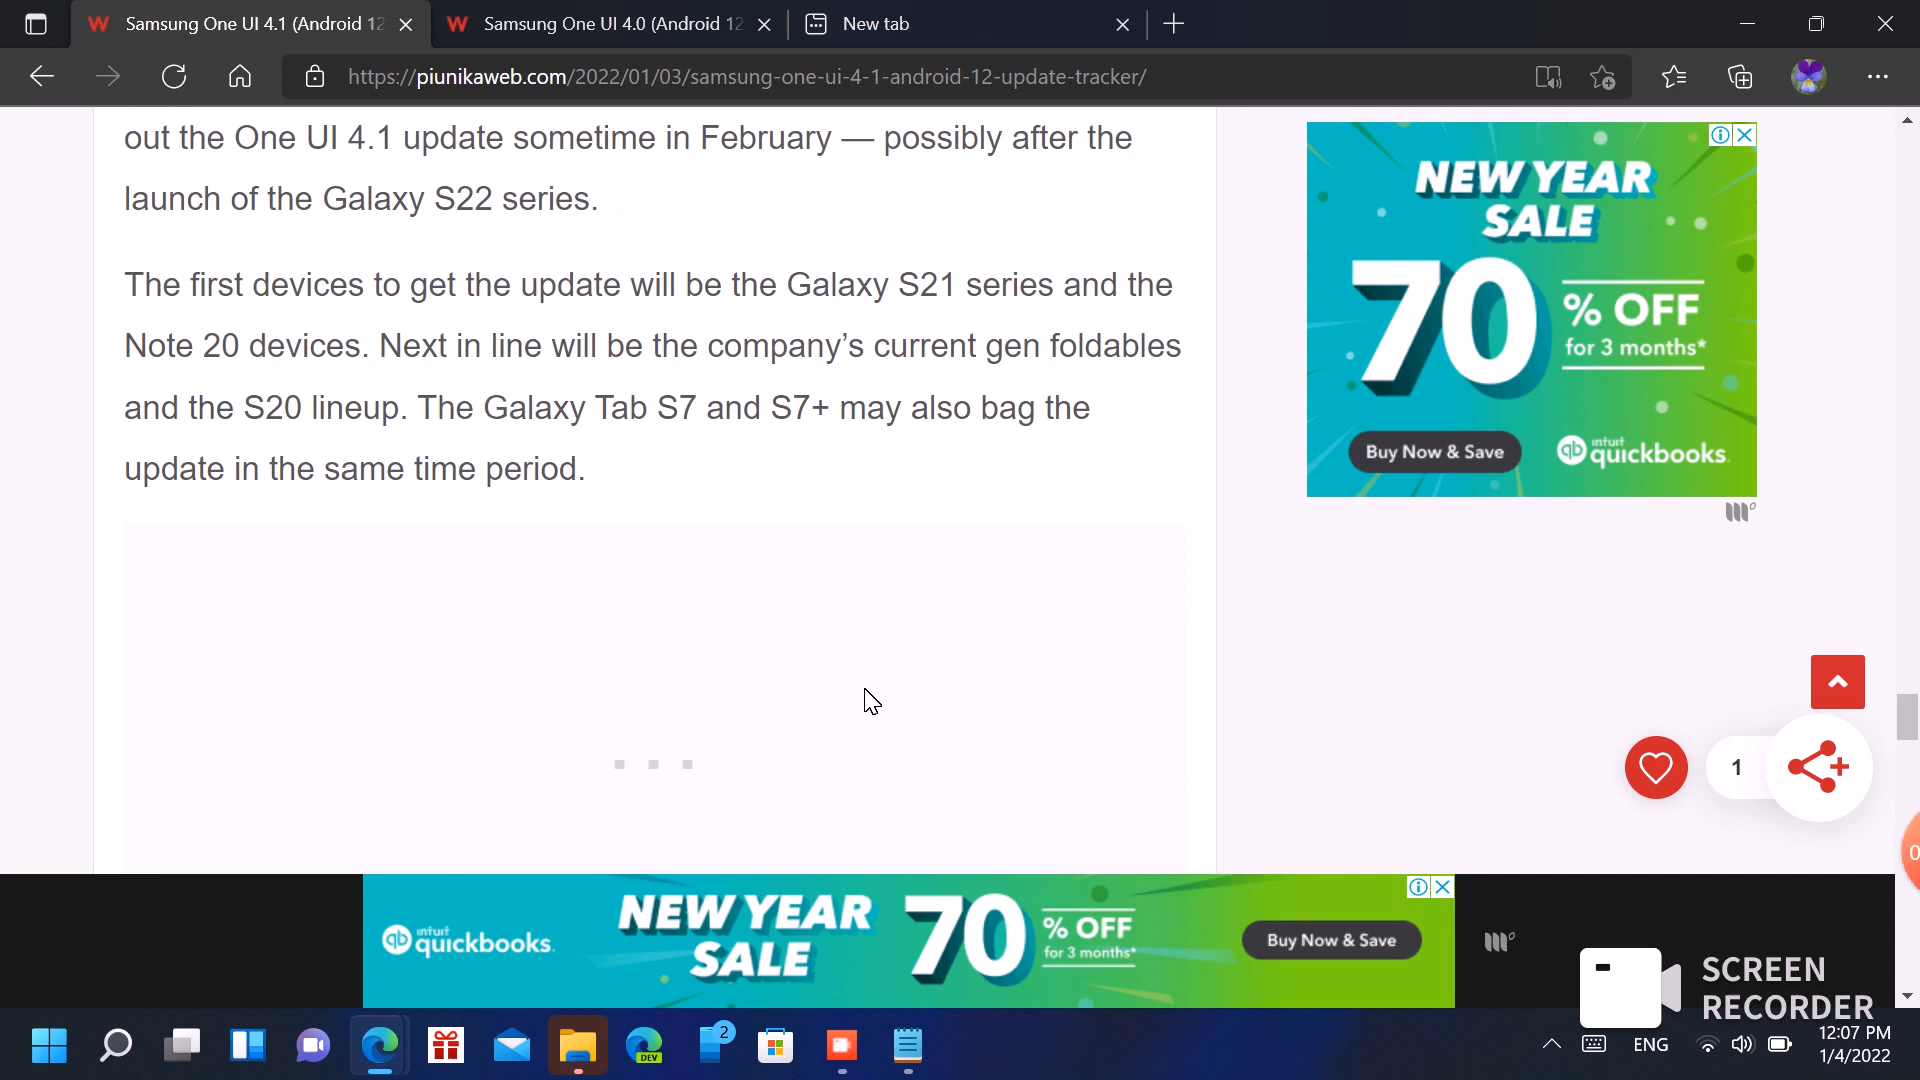 Samsung One UI 4.1 (Android 12
Samsung One UI 4.0 (Android 12
New tab
https://piunikaweb.com/2022/01/03/samsung-one-ui-4-1-android-12-update-tracker/
out the One UI 4.1 update sometime in February — possibly after the
launch of the Galaxy S22 series.
The first devices to get the update will be the Galaxy S21 series and the
Note 20 devices. Next in line will be the company’s current gen foldables
and the S20 lineup. The Galaxy Tab S7 and S7+ may also bag the
update in the same time period.
NEW YEAR
SALE
70
% OFF
for 3 months*
Buy Now & Save
intuit
quickbooks.
1
0
intuit
quickbooks.
NEW YEAR
SALE
70
% OFF
for 3 months*
Buy Now & Save
SCREEN
RECORDER
DEV
2
ENG
12:07 PM
1/4/2022